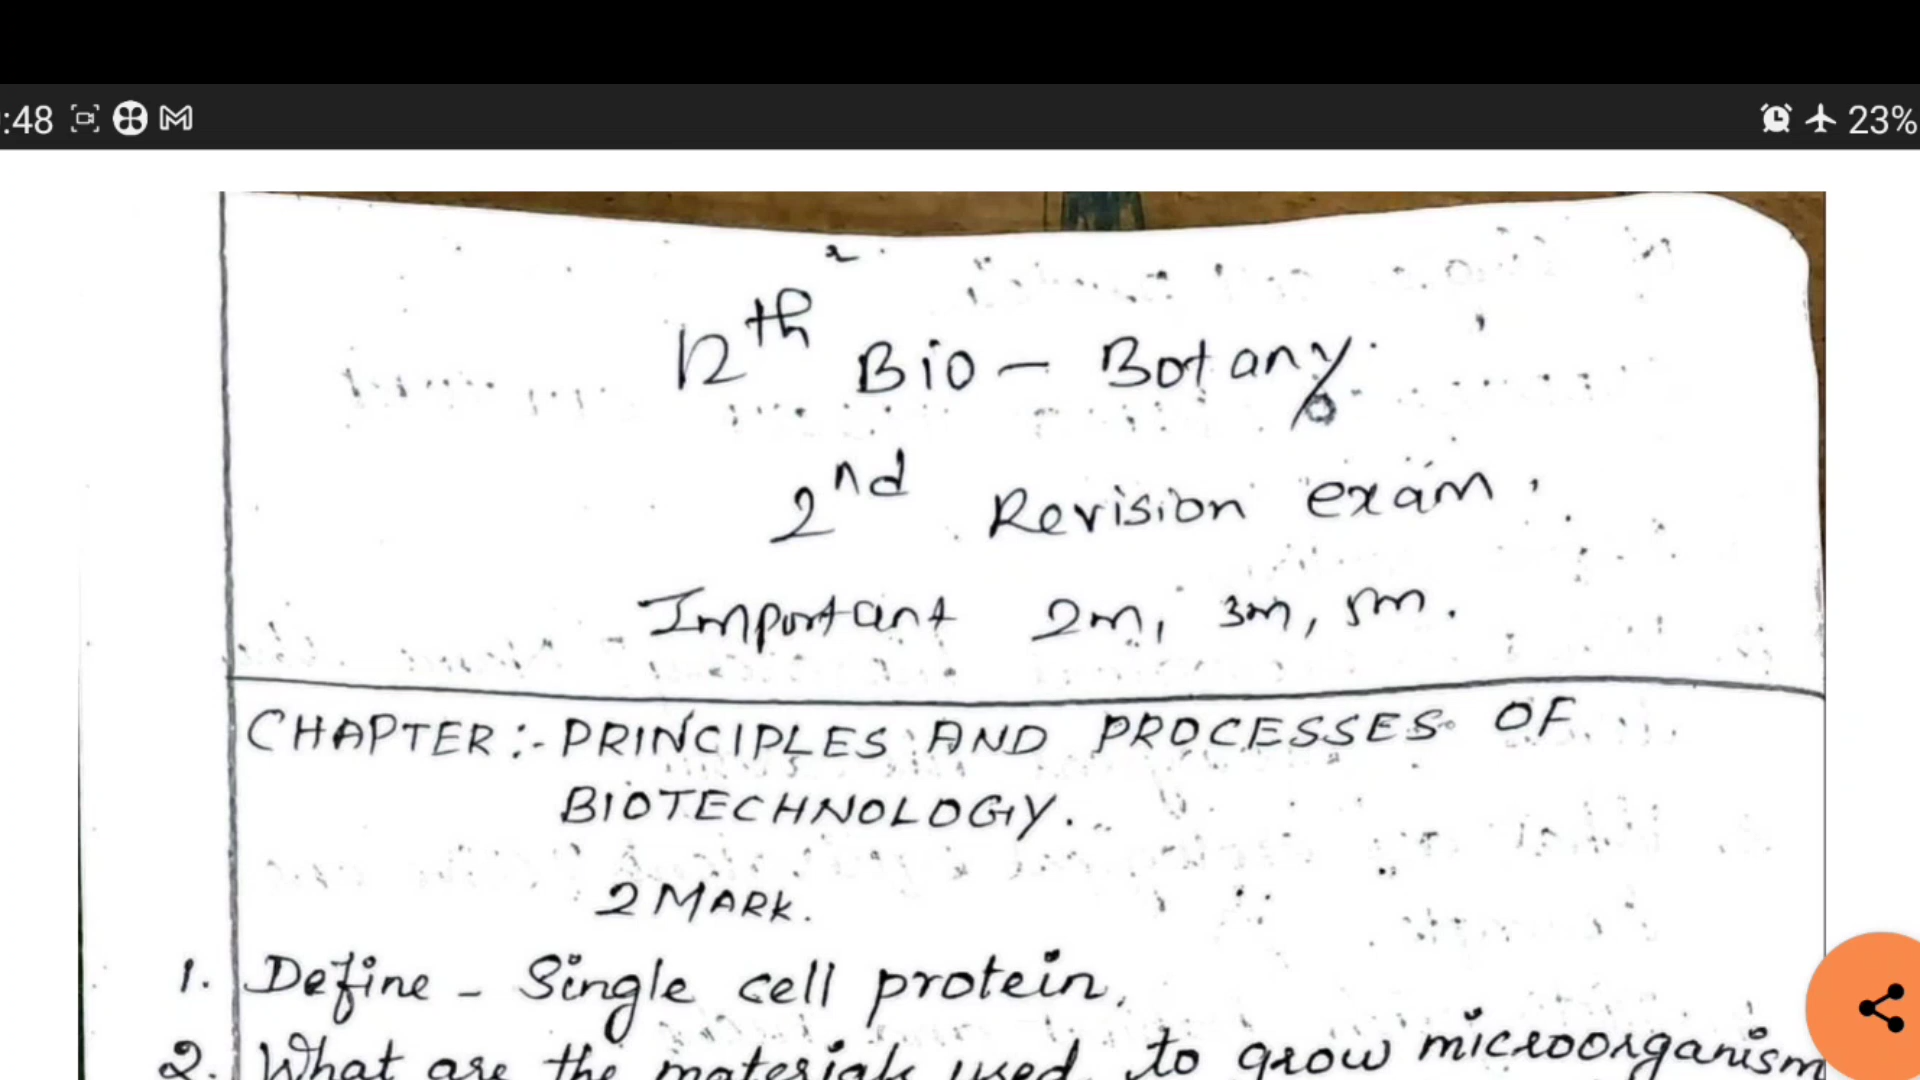 :48 23%
12th Bio - Botany.
2nd Revision exam.
Important 2m, 3m, 5m.
CHAPTER:- PRINCIPLES AND PROCESSES OF
BIOTECHNOLOGY.
2 MARK.
1. Define - Single cell protein.
2. What are the materials used to grow microorganism